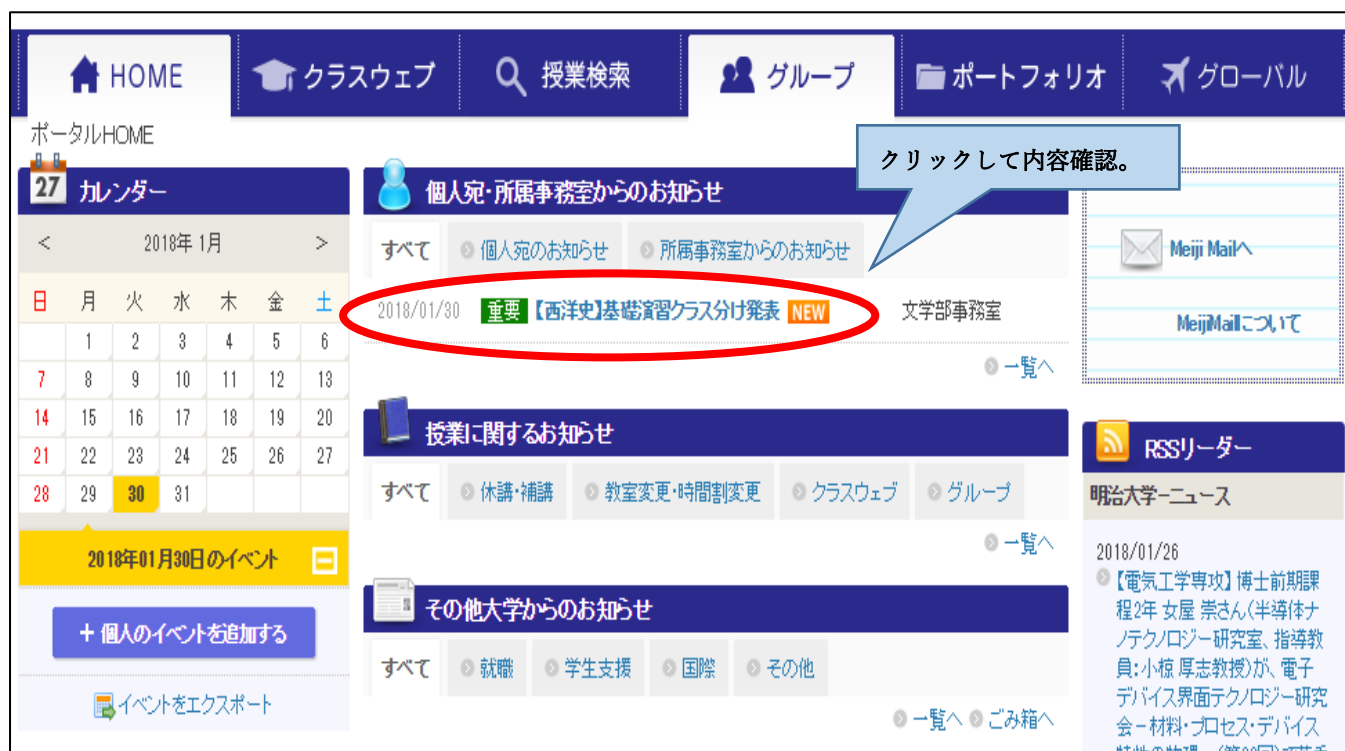 HOME クラスウェブ 授業検索 グループ ポートフォリオ グローバル
ポータルHOME
クリックして内容確認。
27 カレンダー
< 2018年 1月 >
日 月 火 水 木 金 土
1 2 3 4 5 6
7 8 9 10 11 12 13
14 15 16 17 18 19 20
21 22 23 24 25 26 27
28 29 30 31
2018年01月30日のイベント
+ 個人のイベントを追加する
イベントをエクスポート
個人宛・所属事務室からのお知らせ
すべて 個人宛のお知らせ 所属事務室からのお知らせ
2018/01/30 重要 【西洋史】基礎演習クラス分け発表 NEW 文学部事務室
一覧へ
授業に関するお知らせ
すべて 休講・補講 教室変更・時間割変更 クラスウェブ グループ
一覧へ
その他大学からのお知らせ
すべて 就職 学生支援 国際 その他
一覧へ ごみ箱へ
Meiji Mailへ
MeijiMailについて
RSSリーダー
明治大学ーニュース
2018/01/26
【電気工学専攻】博士前期課
程2年 女屋 崇さん(半導体ナ
ノテクノロジー研究室、指導教
員:小椋 厚志教授)が、電子
デバイス界面テクノロジー研究
会－材料・プロセス・デバイス